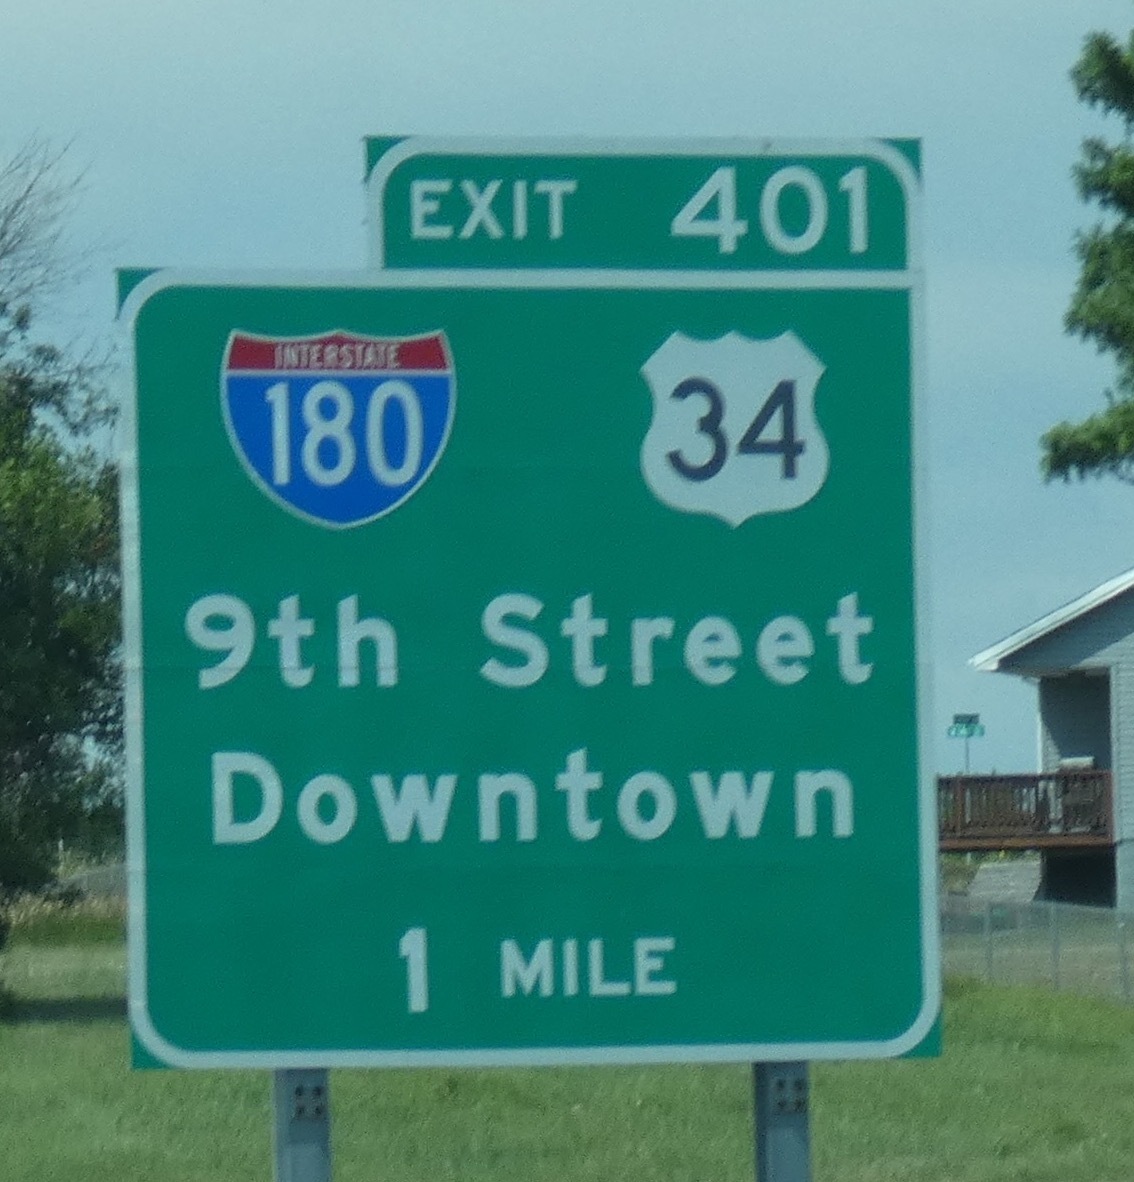 EXIT 401
INTERSTATE
180
34
9th Street
Downtown
1 MILE